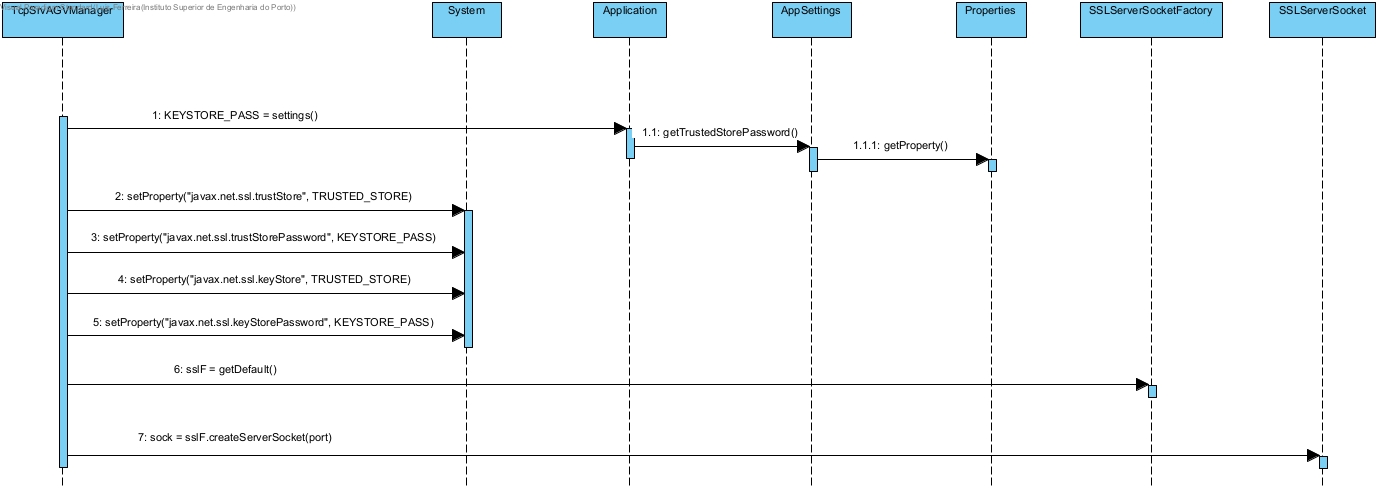 Ferreira(Instituto Superior de Engenharia do Porto))
TcpSrvAGVManager
System
Application
AppSettings
Properties
SSLServerSocketFactory
SSLServerSocket
1: KEYSTORE_PASS = settings()
1.1: getTrustedStorePassword()
1.1.1: getProperty()
2: setProperty("javax.net.ssl.trustStore", TRUSTED_STORE)
3: setProperty("javax.net.ssl.trustStorePassword", KEYSTORE_PASS)
4: setProperty("javax.net.ssl.keyStore", TRUSTED_STORE)
5: setProperty("javax.net.ssl.keyStorePassword", KEYSTORE_PASS)
6: sslF = getDefault()
7: sock = sslF.createServerSocket(port)